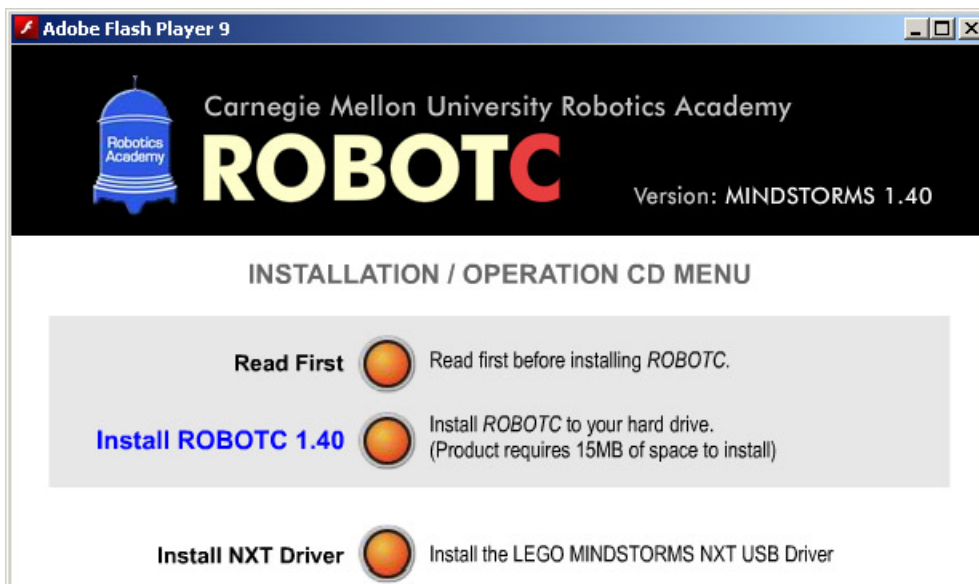 Adobe Flash Player 9
Robotics
Academy
Carnegie Mellon University Robotics Academy
ROBOTC
Version: MINDSTORMS 1.40
INSTALLATION / OPERATION CD MENU
Read First
Read first before installing ROBOTC.
Install ROBOTC 1.40
Install ROBOTC to your hard drive.
(Product requires 15MB of space to install)
Install NXT Driver
Install the LEGO MINDSTORMS NXT USB Driver